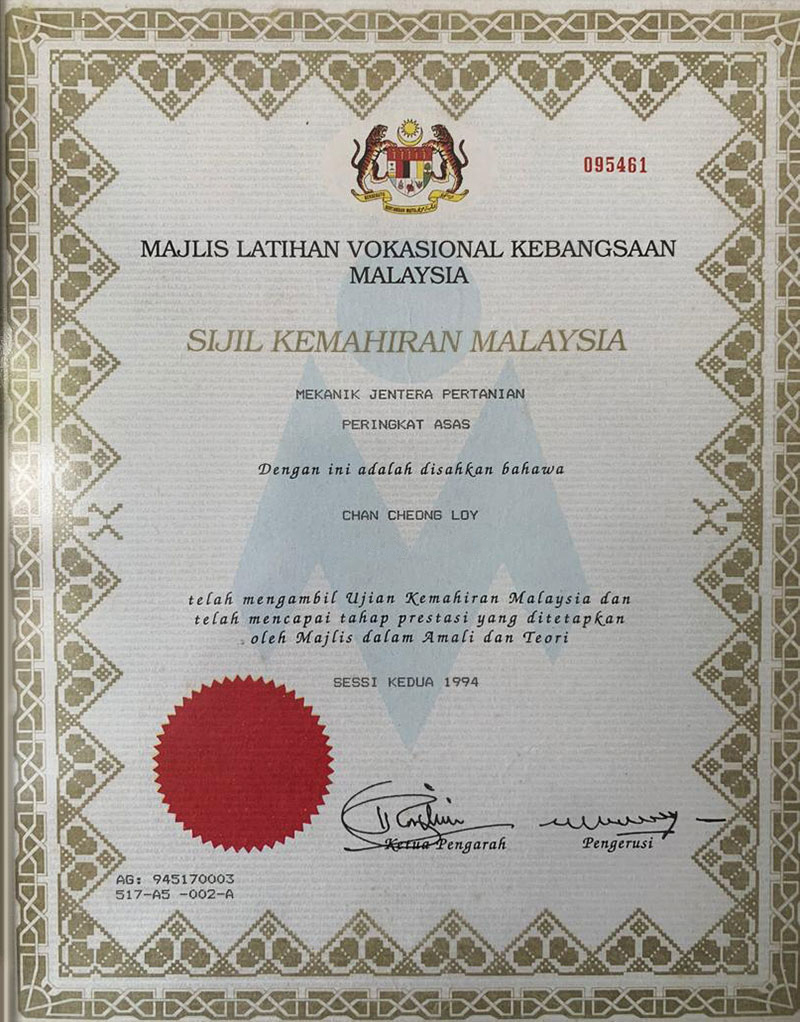 095461
MAJLIS LATIHAN VOKASIONAL KEBANGSAAN
MALAYSIA
SIJIL KEMAHIRAN MALAYSIA
MEKANIK JENTERA PERTANIAN
PERINGKAT ASAS
Dengan ini adalah disahkan bahawa
CHAN CHEONG LOY
telah mengambil Ujian Kemahiran Malaysia dan
telah mencapai tahap prestasi yang ditetapkan
oleh Majlis dalam Amali dan Teori
SESSI KEDUA 1994
Ketua Pengarah
Pengerusi
AG: 945170003
517-A5 -002-A